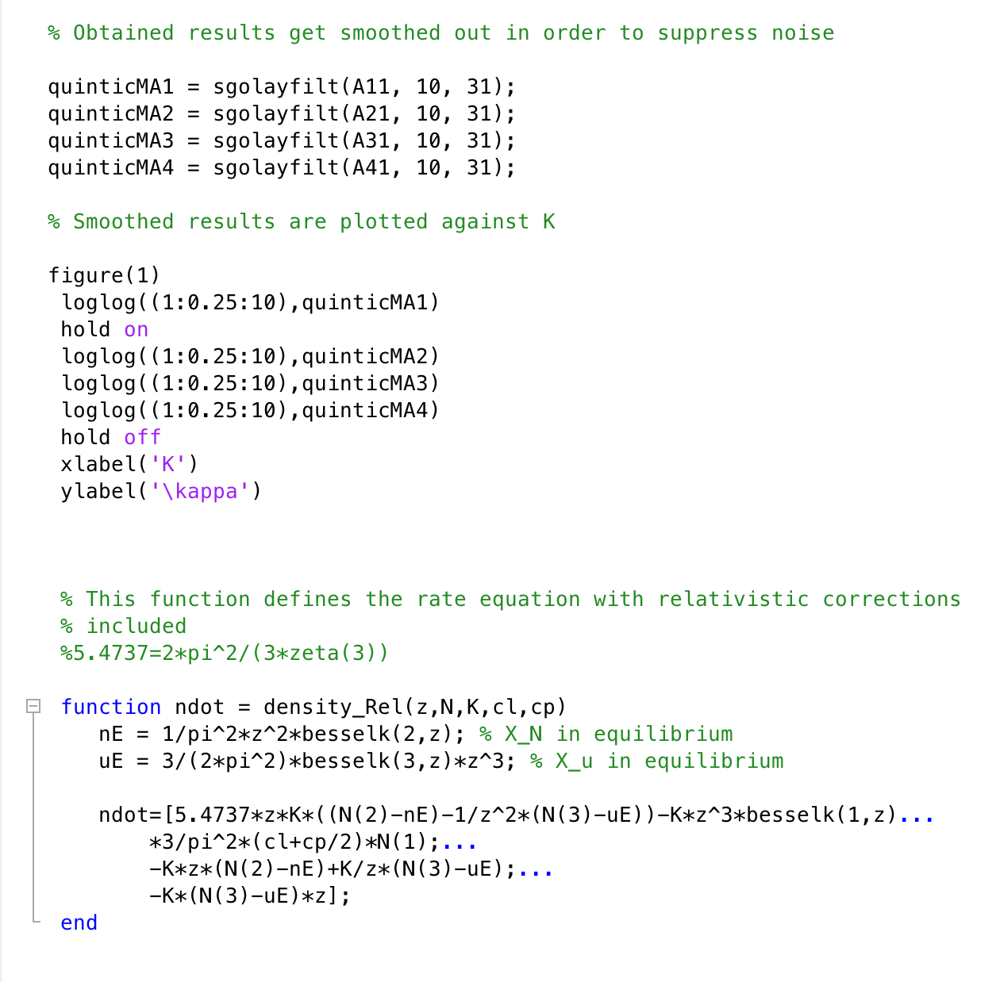 % Obtained results get smoothed out in order to suppress noise
quinticMA1 = sgolayfilt(A11, 10, 31);
quinticMA2 = sgolayfilt(A21, 10, 31);
quinticMA3 = sgolayfilt(A31, 10, 31);
quinticMA4 = sgolayfilt(A41, 10, 31);
% Smoothed results are plotted against K
figure(1)
loglog((1:0.25:10),quinticMA1)
hold on
loglog((1:0.25:10),quinticMA2)
loglog((1:0.25:10),quinticMA3)
loglog((1:0.25:10),quinticMA4)
hold off
xlabel('K')
ylabel('\kappa')
% This function defines the rate equation with relativistic corrections
% included
%5.4737=2*pi^2/(3*zeta(3))
function ndot = density_Rel(z,N,K,cl,cp)
nE = 1/pi^2*z^2*besselk(2,z); % X_N in equilibrium
uE = 3/(2*pi^2)*besselk(3,z)*z^3; % X_u in equilibrium
ndot=[5.4737*z*K*((N(2)-nE)-1/z^2*(N(3)-uE))-K*z^3*besselk(1,z)...
*3/pi^2*(cl+cp/2)*N(1);...
-K*z*(N(2)-nE)+K/z*(N(3)-uE);...
-K*(N(3)-uE)*z];
end